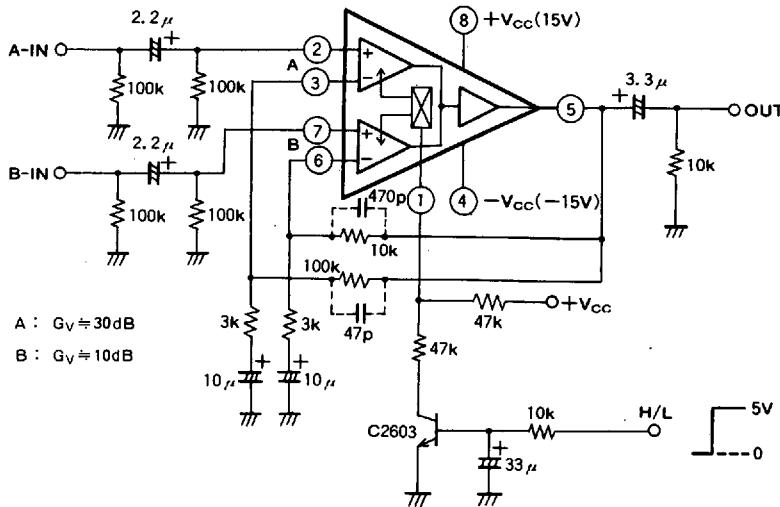 2.2μ
+
8
+VCC (15V)
A-IN
2
+
3.3μ
A
100k
100k
3
−
+
5
OUT
2.2μ
+
7
+
B
B-IN
6
−
10k
470p
1
4
−VCC (−15V)
100k
100k
10k
100k
+VCC
3k
3k
47p
47k
A : GV≒30dB
47k
B : GV≒10dB
+
+
10μ
10μ
10k
H/L
5V
C2603
+
0
33μ